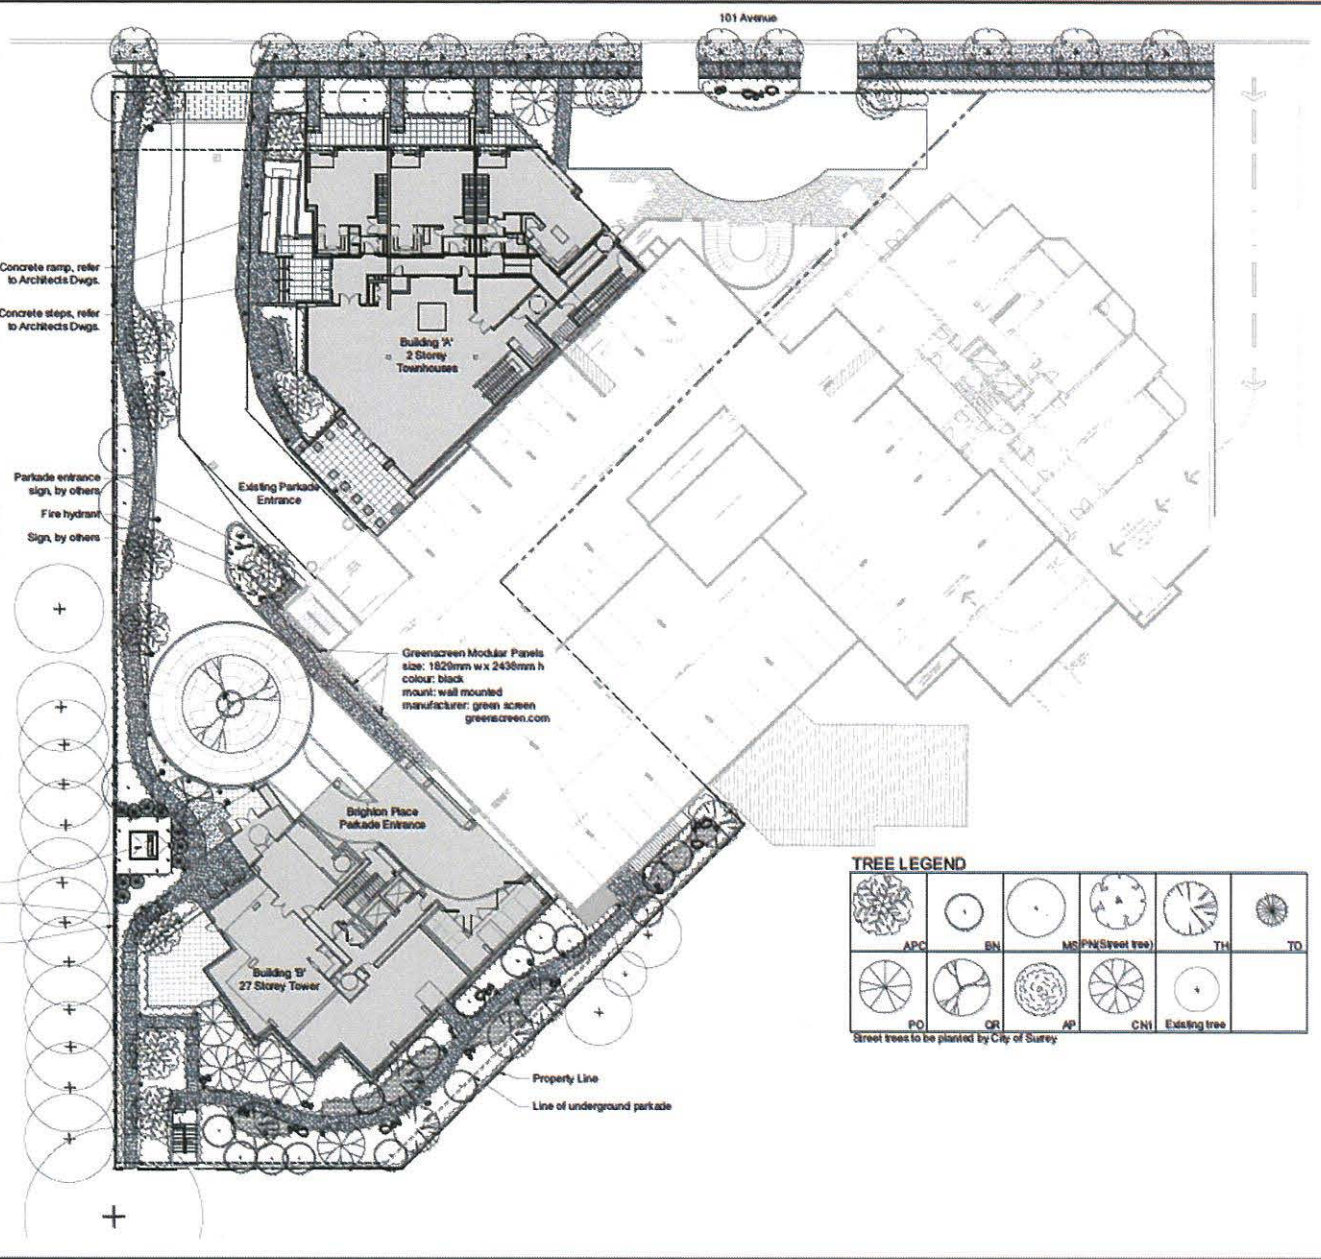 101 Avenue
Concrete ramp, refer
to Architects Dwgs.
Concrete steps, refer
to Architects Dwgs.
Building 'A'
2 Storey
Townhouses
Parkade entrance
sign, by others
Fire hydrant
Sign, by others
Existing Parkade
Entrance
Greenscreen Modular Panels
size: 1829mm w x 2438mm h
colour: black
mount: wall mounted
manufacturer: green screen
greenscreen.com
Brighton Place
Parkade Entrance
Building 'B'
27 Storey Tower
Property Line
Line of underground parkade
TREE LEGEND
APC
BN
MS
PN(Street tree)
TH
TO
PO
QR
AP
CN1
Existing tree
Street trees to be planted by City of Surrey